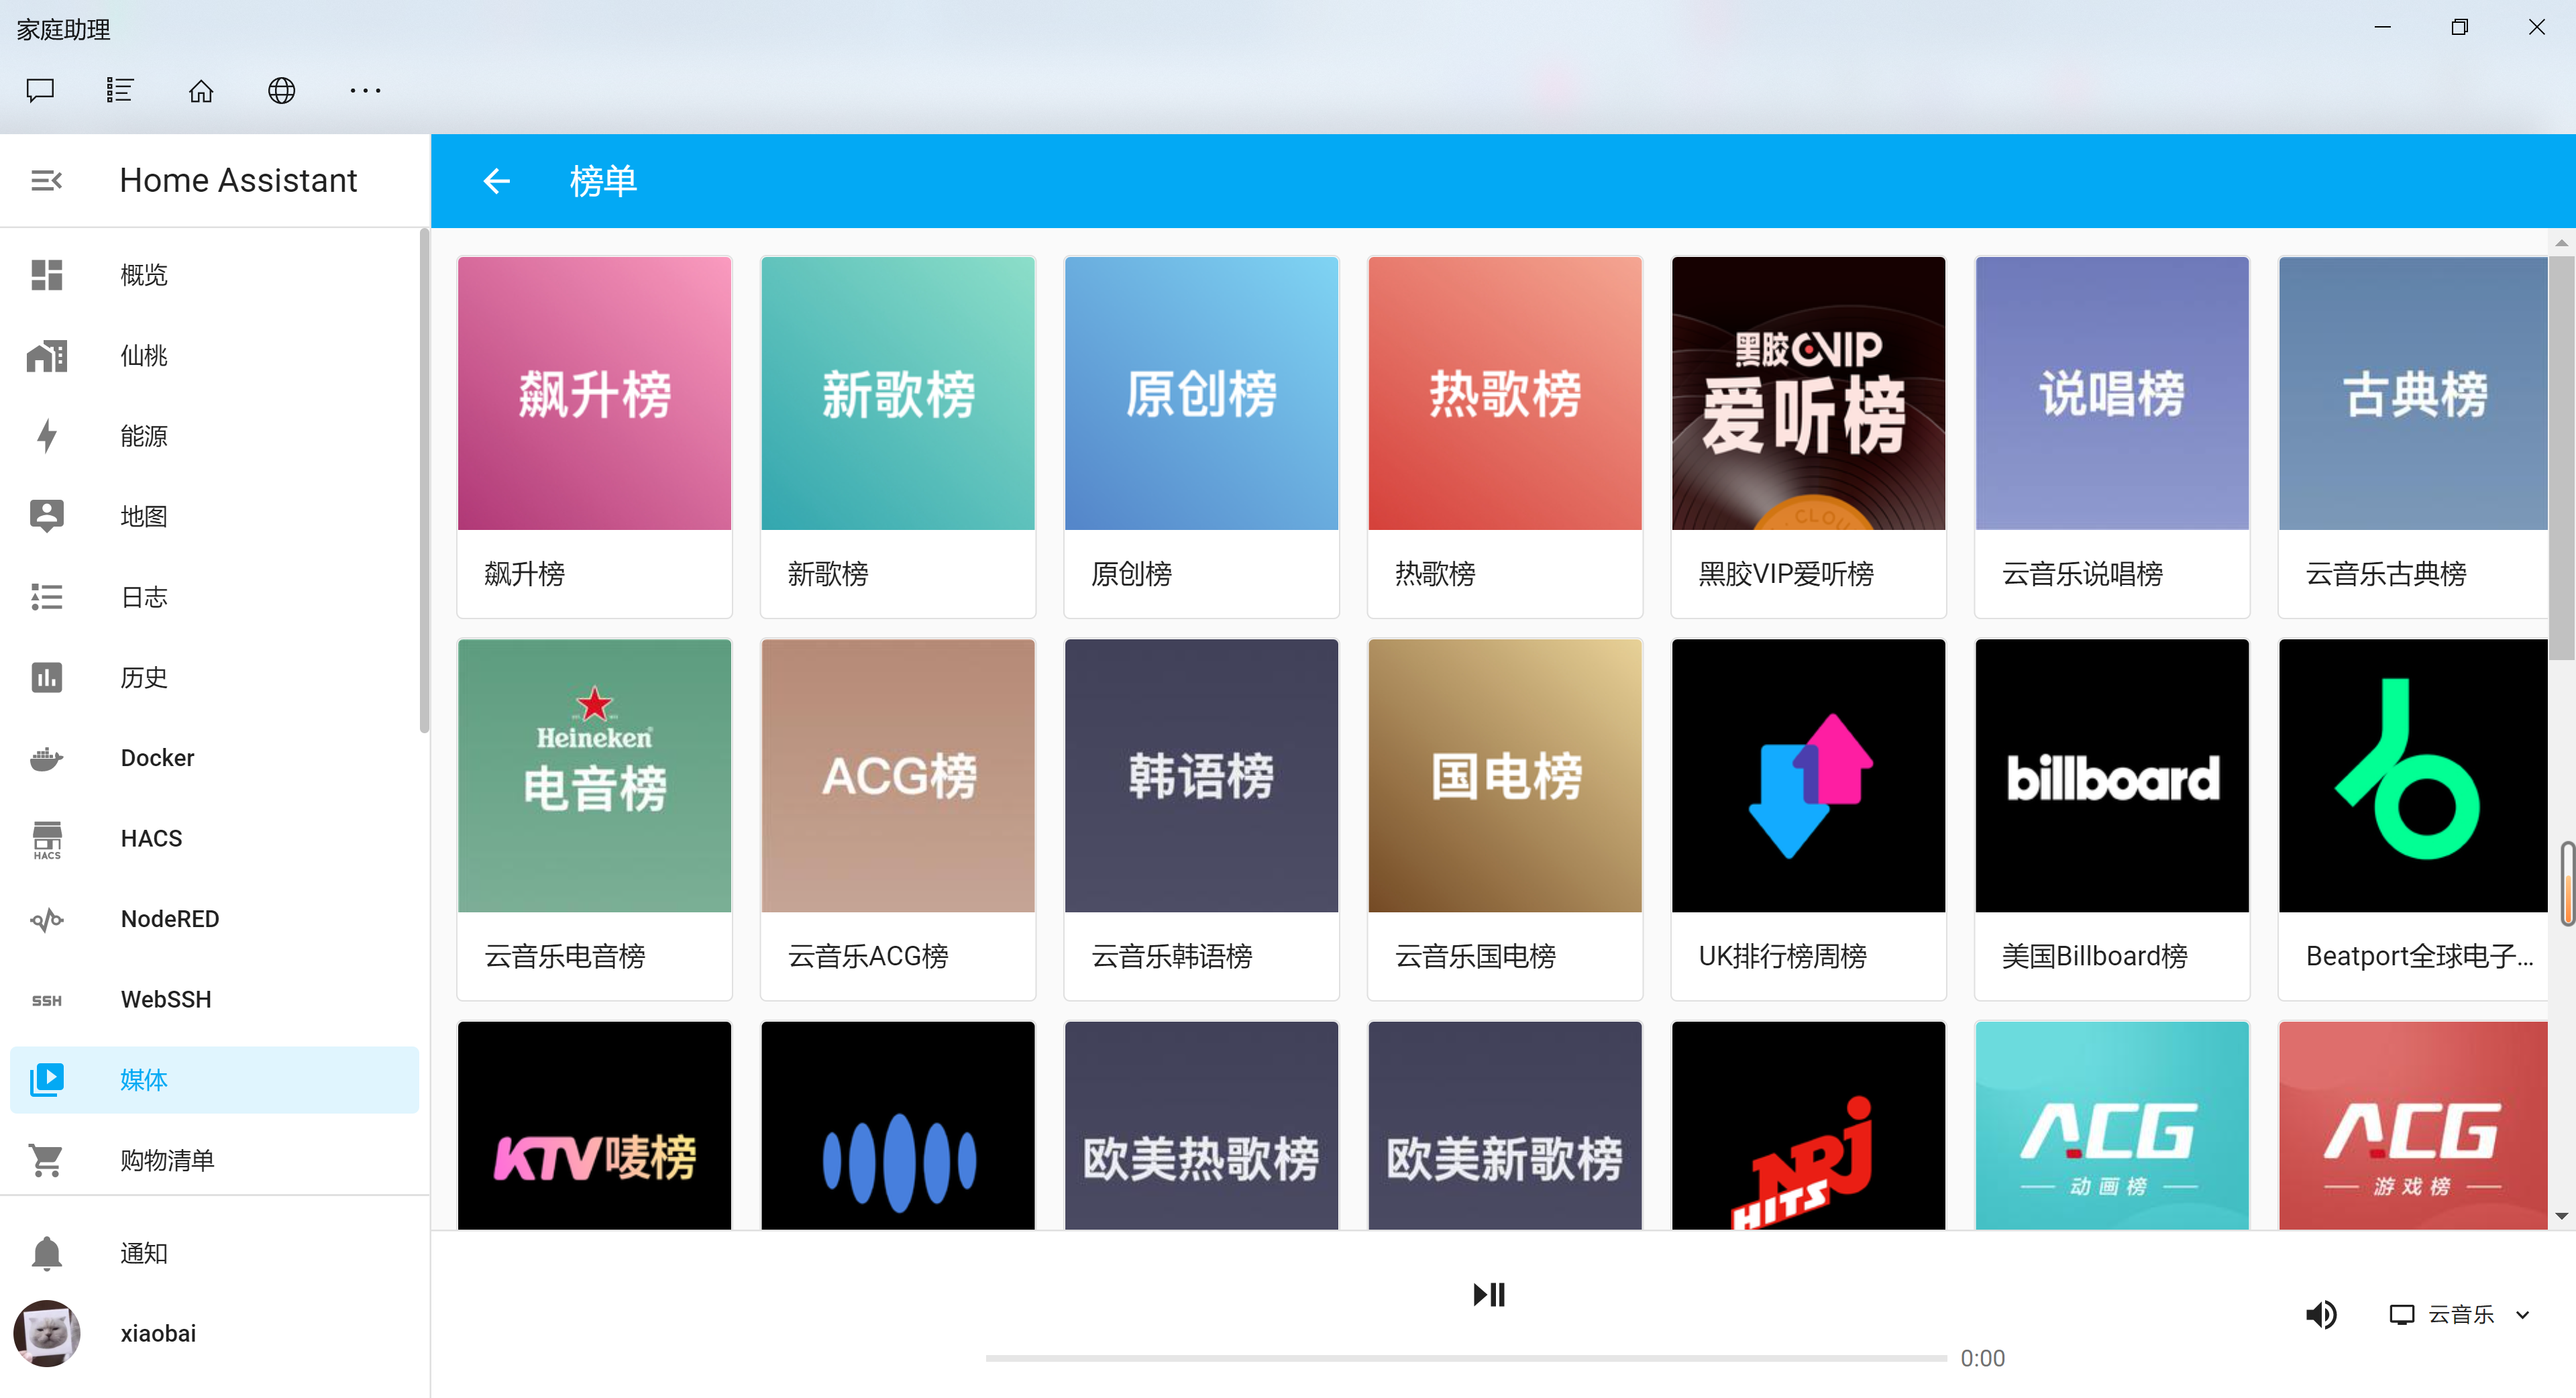 家庭助理
Home Assistant
榜单
概览
仙桃
能源
地图
日志
历史
Docker
HACS
HACS
NodeRED
SSH
WebSSH
媒体
购物清单
通知
xiaobai
飙升榜
新歌榜
原创榜
热歌榜
黑胶VIP
爱听榜
CLOU
说唱榜
古典榜
飙升榜
新歌榜
原创榜
热歌榜
黑胶VIP爱听榜
云音乐说唱榜
云音乐古典榜
Heineken
电音榜
ACG榜
韩语榜
国电榜
billboard
云音乐电音榜
云音乐ACG榜
云音乐韩语榜
云音乐国电榜
UK排行榜周榜
美国Billboard榜
Beatport全球电子...
KTV唛榜
欧美热歌榜
欧美新歌榜
NRJ
HITS
ACG
动画榜
ACG
游戏榜
云音乐
0:00